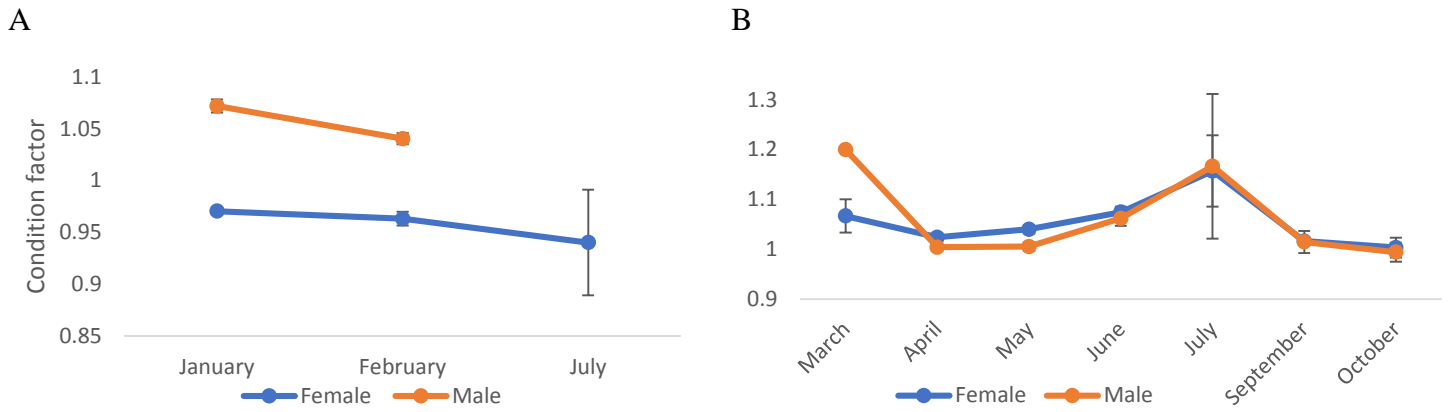 A
Condition factor
1.1
1.05
1
0.95
0.9
0.85
January February July
Female Male
B
1.3
1.2
1.1
1
0.9
March April May June July September October
Female Male